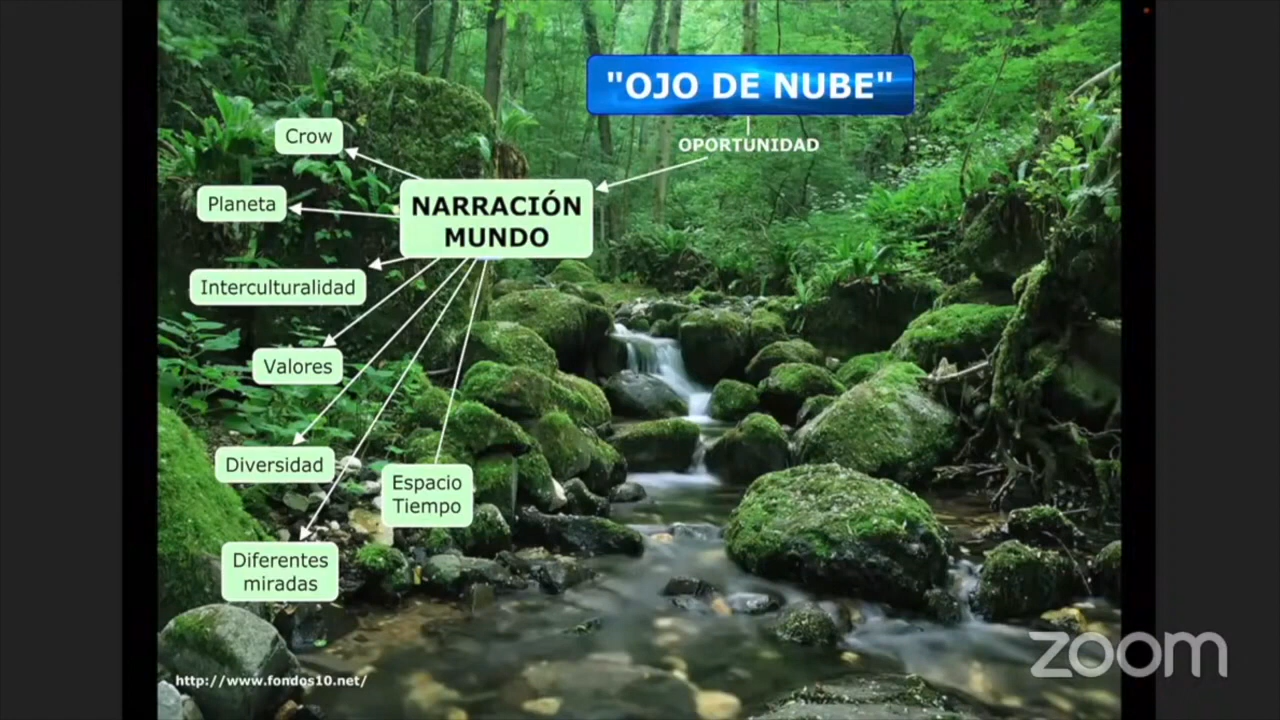 "OJO DE NUBE"
OPORTUNIDAD
NARRACIÓN
MUNDO
Crow
Planeta
Interculturalidad
Valores
Diversidad
Espacio
Tiempo
Diferentes
miradas
http://www.fondos10.net/
zoom